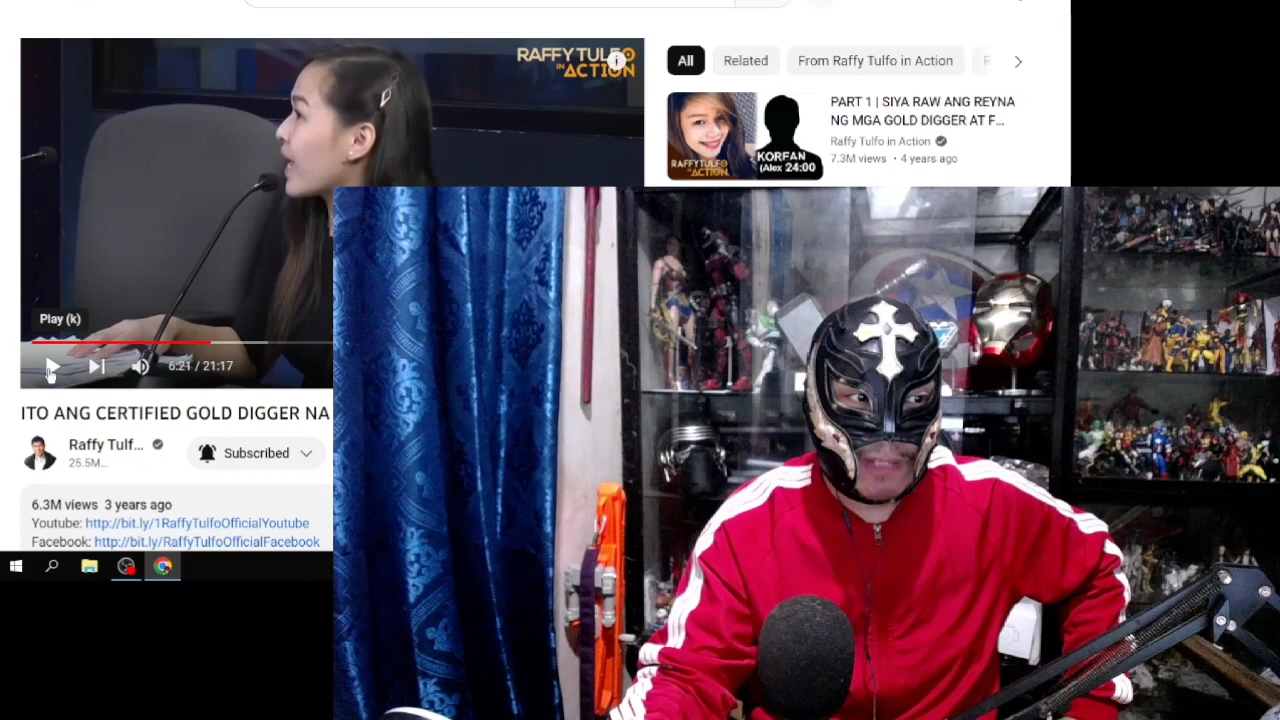 RAFFY TULFO
IN ACTION
Play (k)
6:21 / 21:17
ITO ANG CERTIFIED GOLD DIGGER NA
Raffy Tulf...
25.5M...
Subscribed
6.3M views 3 years ago
Youtube: http://bit.ly/1RaffyTulfoOfficialYoutube
Facebook: http://bit.ly/RaffyTulfoOfficialFacebook
All
Related
From Raffy Tulfo in Action
R
RAFFY TULFO
IN ACTION
KORFAN
(Alex 24:00
PART 1 | SIYA RAW ANG REYNA
NG MGA GOLD DIGGER AT F...
Raffy Tulfo in Action
7.3M views • 4 years ago